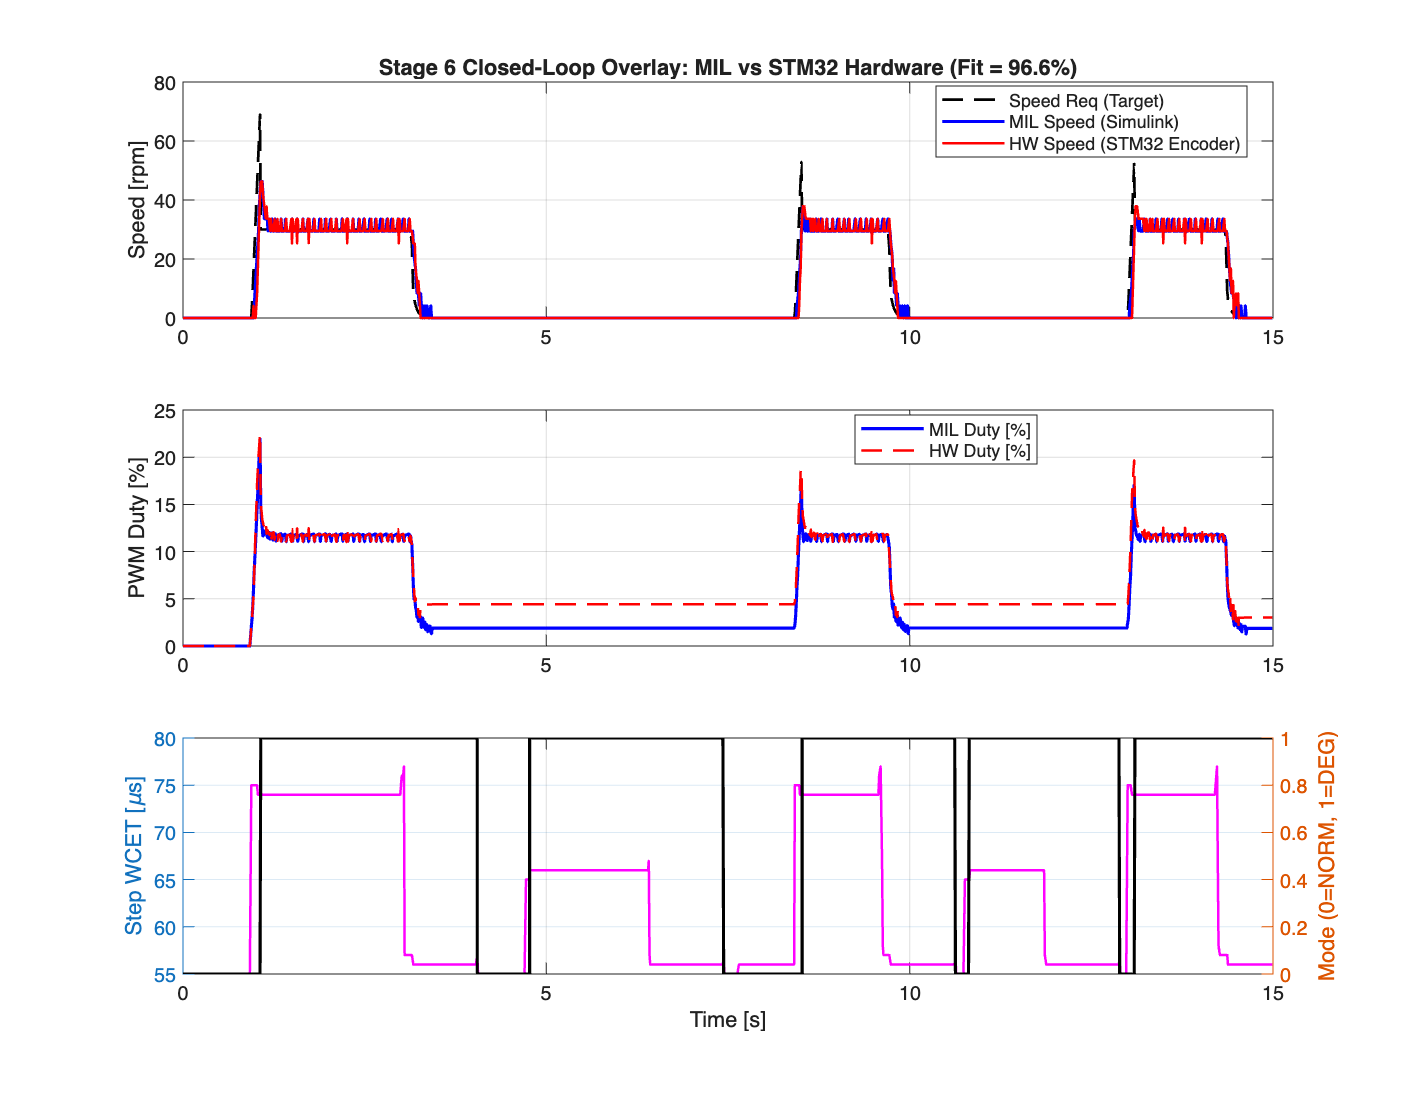 Stage 6 Closed-Loop Overlay: MIL vs STM32 Hardware (Fit = 96.6%)
Speed [rpm]
80
60
40
20
0
0 5 10 15
Speed Req (Target)
MIL Speed (Simulink)
HW Speed (STM32 Encoder)
PWM Duty [%]
25
20
15
10
5
0
0 5 10 15
MIL Duty [%]
HW Duty [%]
Step WCET [µs]
80
75
70
65
60
55
Mode (0=NORM, 1=DEG)
1
0.8
0.6
0.4
0.2
0
0 5 10 15
Time [s]